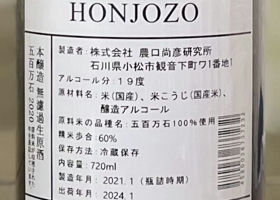 HONJOZO
製造者：株式会社 農口尚彦研究所
石川県小松市観音下町ワ1番地1
アルコール分：19度
原材料名：米(国産)、米こうじ(国産米)、
醸造アルコール
原料米の品種名：五百万石100％使用
精米歩合：60%
保存方法：冷蔵保存
内容量：720ml
製造年月：2021.1（瓶詰時期）
出荷年月：2024.1
本醸造 無濾過生原酒
五百万石 2020